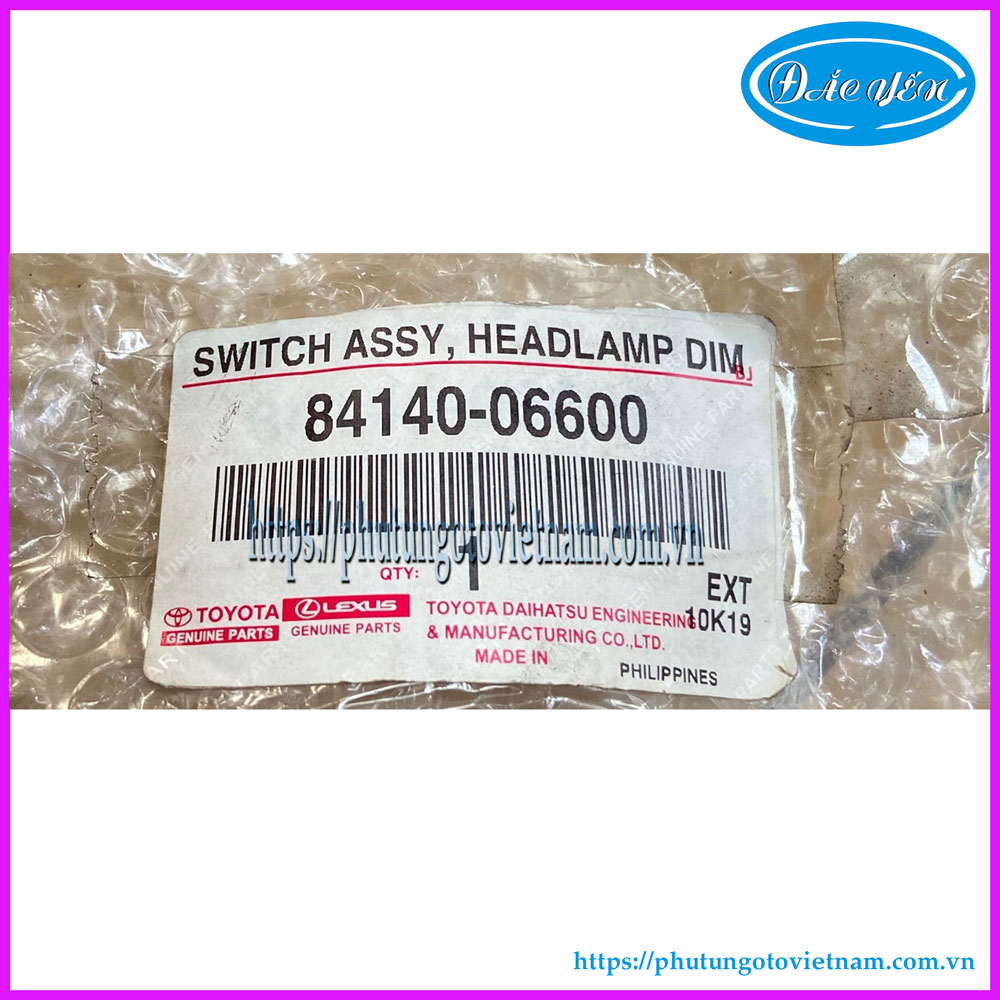 ĐẮC YẾN
SWITCH ASSY, HEADLAMP DIM
BJ
84140-06600
https://phutungotovietnam.com.vn
QTY: 1
EXT
10K19
TOYOTA
GENUINE PARTS
LEXUS
GENUINE PARTS
TOYOTA DAIHATSU ENGINEERING
& MANUFACTURING CO.,LTD.
MADE IN
PHILIPPINES
https://phutungotovietnam.com.vn